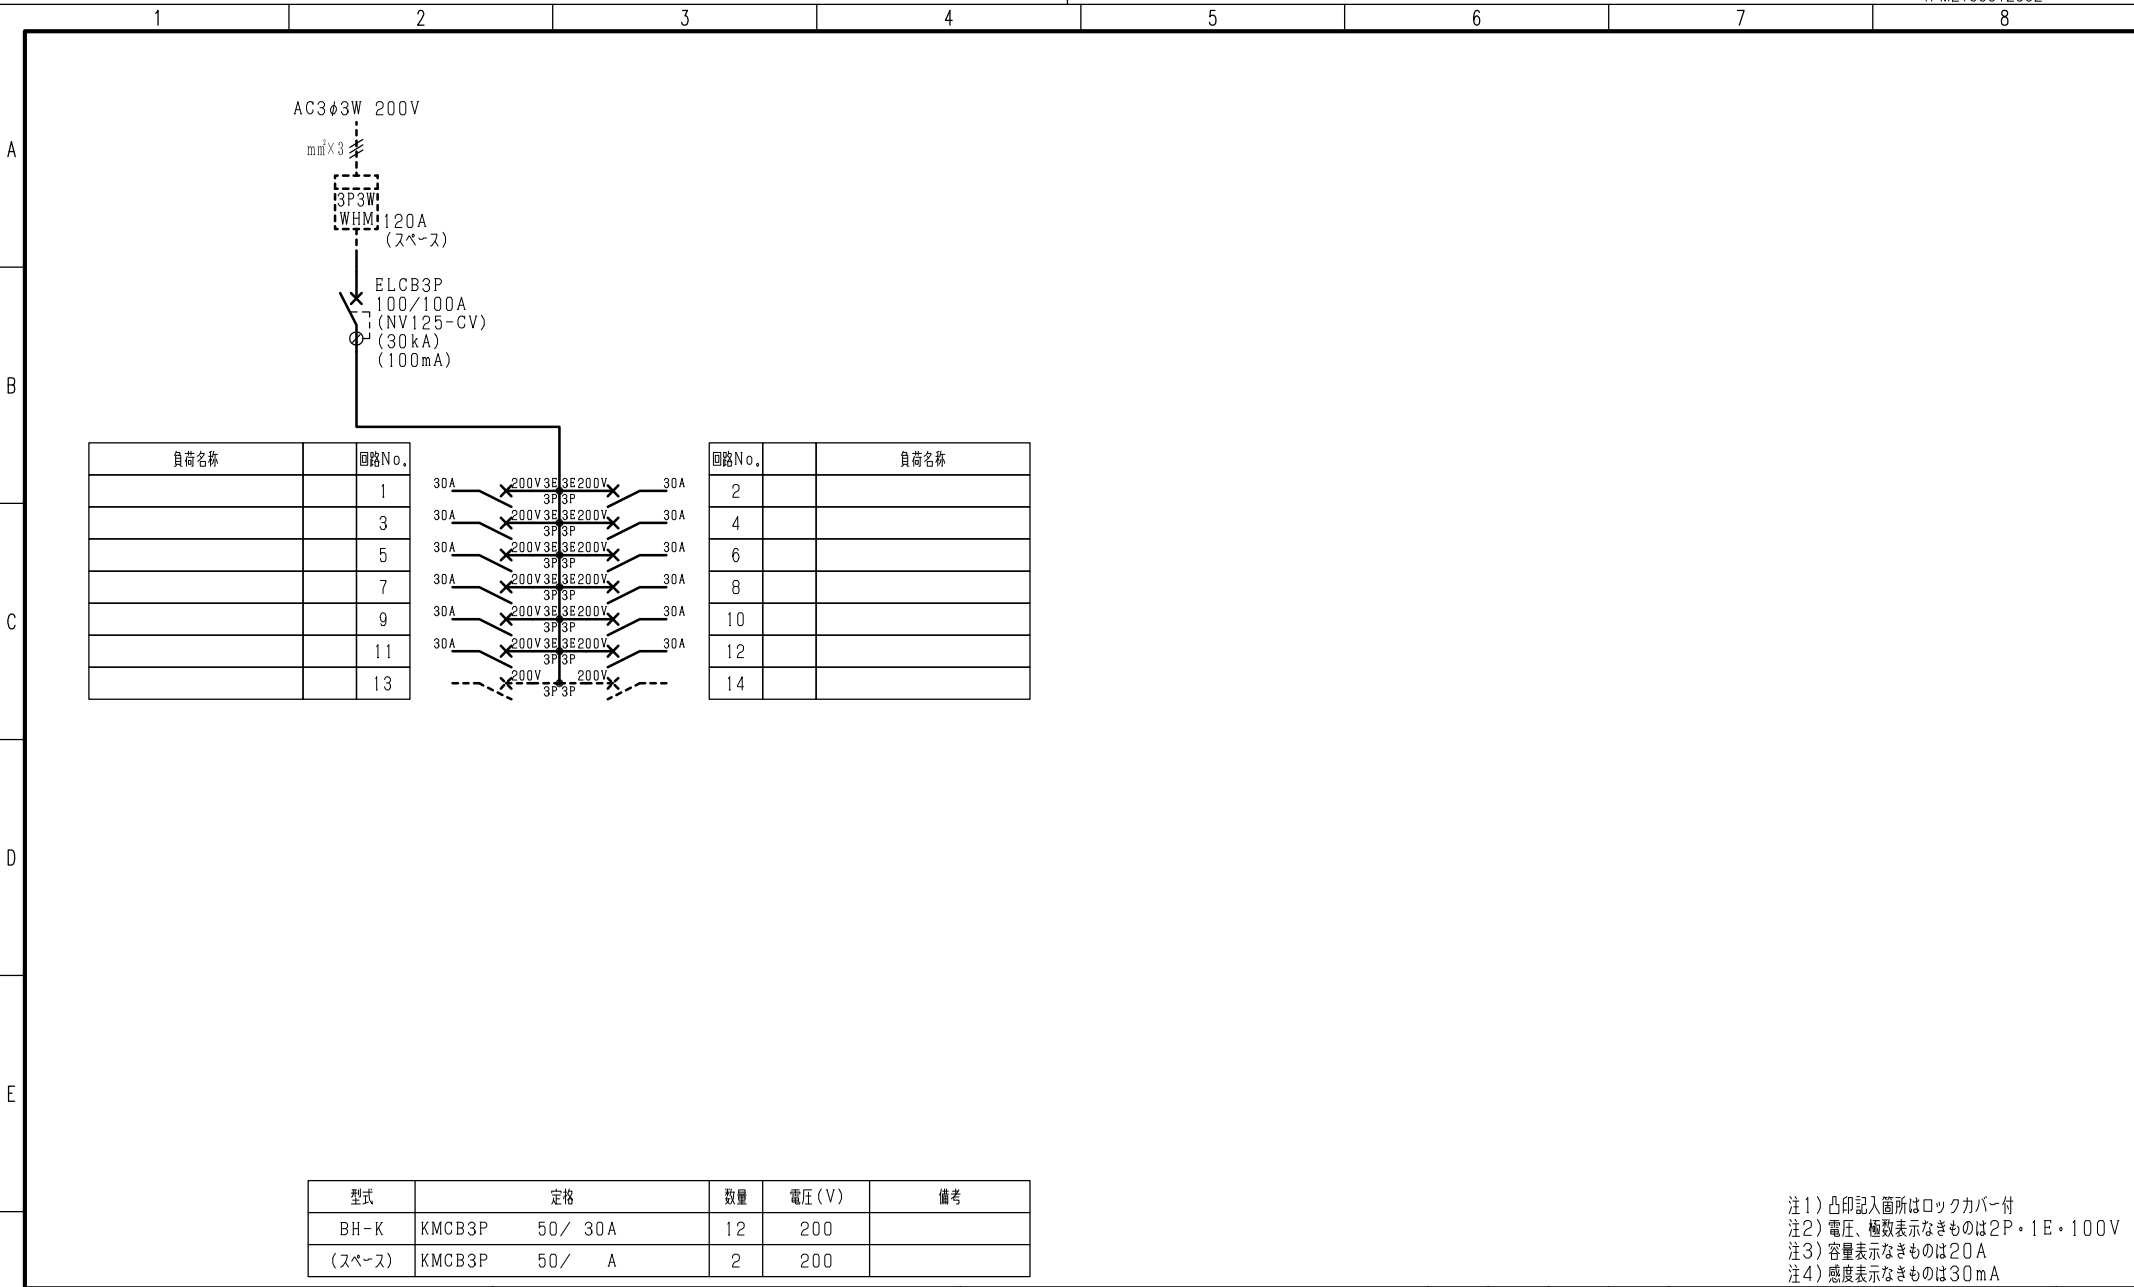 1 2 3 4 5 6 7 8
AC3φ3W 200V
A
mm²×3
3P3W
WHM
120A
(スペース)
ELCB3P
100/100A
(NV125-CV)
(30kA)
(100mA)
B
負荷名称 回路No. 回路No. 負荷名称
1 30A 200V 3E 3E 200V 30A 2
3P 3P
3 30A 200V 3E 3E 200V 30A 4
3P 3P
5 30A 200V 3E 3E 200V 30A 6
3P 3P
7 30A 200V 3E 3E 200V 30A 8
3P 3P
C
9 30A 200V 3E 3E 200V 30A 10
3P 3P
11 30A 200V 3E 3E 200V 30A 12
3P 3P
13 200V 200V 14
3P 3P
D
E
型式 定格 数量 電圧(V) 備考
BH-K KMCB3P 50/ 30A 12 200
(スペース) KMCB3P 50/ A 2 200
注1)凸印記入箇所はロックカバー付
注2)電圧、極数表示なきものは2P・1E・100V
注3)容量表示なきものは20A
注4)感度表示なきものは30mA